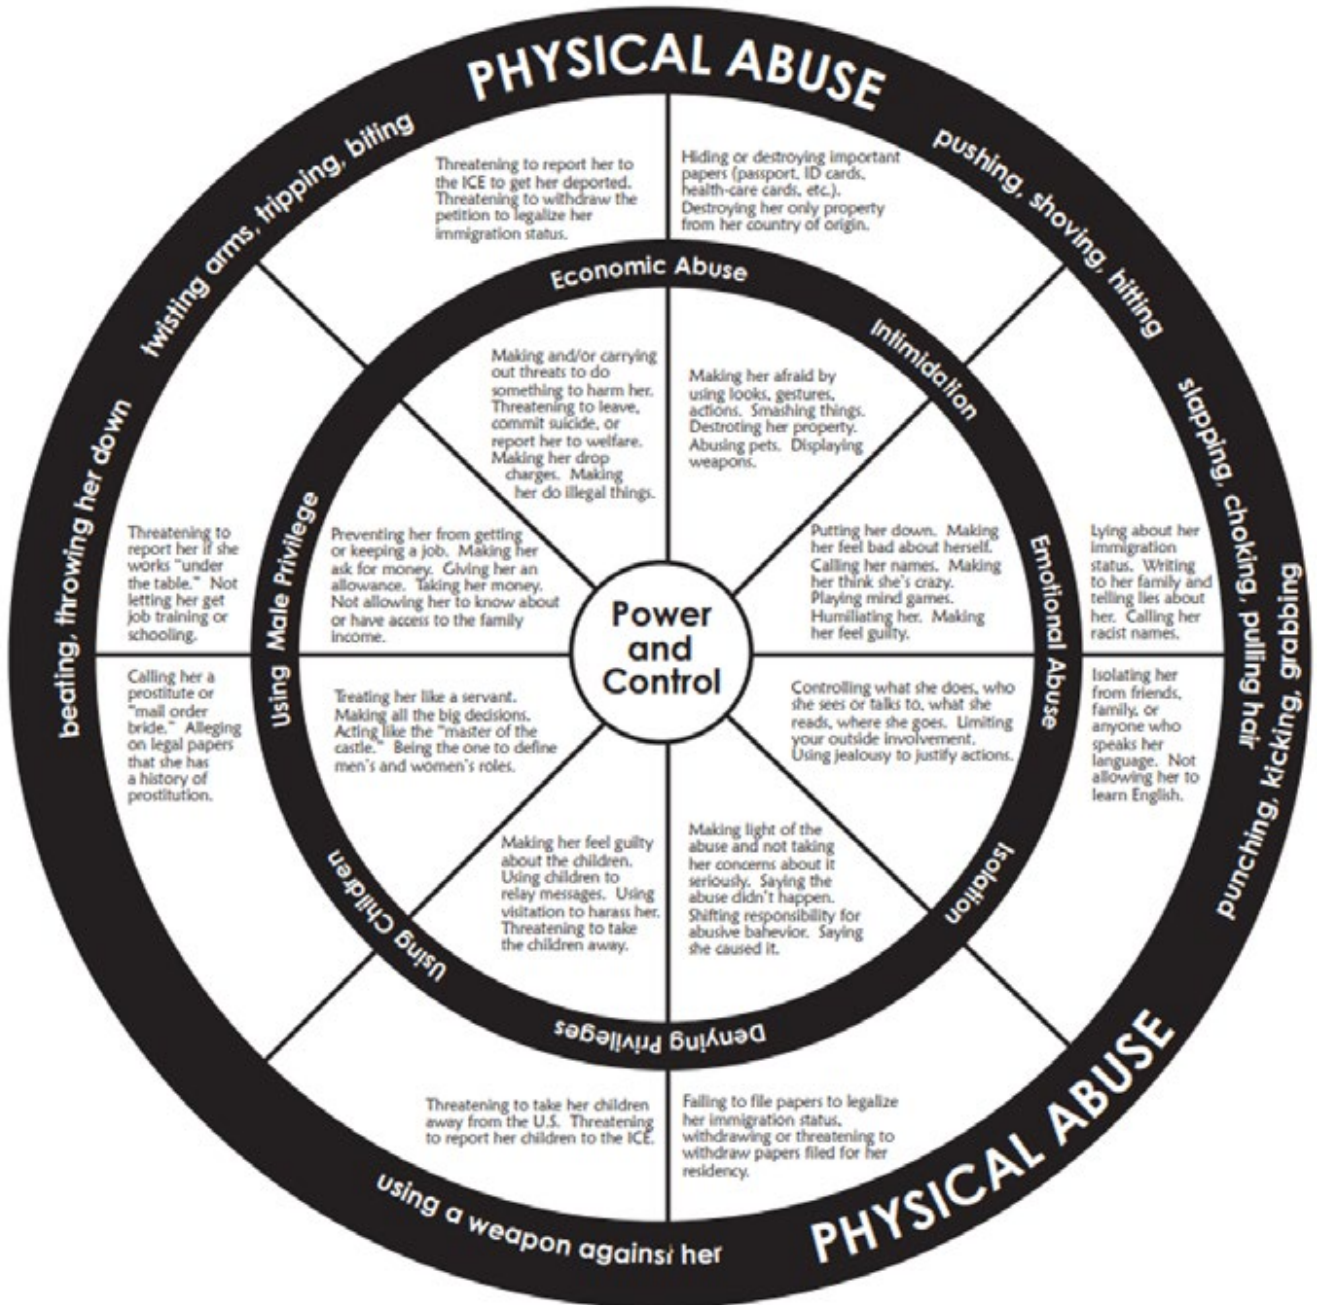 PHYSICAL ABUSE
twisting arms, tripping, biting
pushing, shoving, hitting
slapping, choking, pulling hair
punching, kicking, grabbing
beating, throwing her down
using a weapon against her
PHYSICAL ABUSE
Threatening to report her to
the ICE to get her deported.
Threatening to withdraw the
petition to legalize her
immigration status.
Hiding or destroying important
papers (passport, ID cards,
health-care cards, etc.).
Destroying her only property
from her country of origin.
Economic Abuse
Intimidation
Emotional Abuse
Isolation
Denying Privileges
Using Children
Using Male Privilege
Making and/or carrying
out threats to do
something to harm her.
Threatening to leave,
commit suicide, or
report her to welfare.
Making her drop
charges. Making
her do illegal things.
Making her afraid by
using looks, gestures,
actions. Smashing things.
Destroting her property.
Abusing pets. Displaying
weapons.
Threatening to
report her if she
works "under
the table." Not
letting her get
job training or
schooling.
Preventing her from getting
or keeping a job. Making her
ask for money. Giving her an
allowance. Taking her money.
Not allowing her to know about
or have access to the family
income.
Power
and
Control
Putting her down. Making
her feel bad about herself.
Calling her names. Making
her think she's crazy.
Playing mind games.
Humiliating her. Making
her feel guilty.
Lying about her
immigration
status. Writing
to her family and
telling lies about
her. Calling her
racist names.
Calling her a
prostitute or
"mail order
bride." Alleging
on legal papers
that she has
a history of
prostitution.
Treating her like a servant.
Making all the big decisions.
Acting like the "master of the
castle." Being the one to define
men's and women's roles.
Controlling what she does, who
she sees or talks to, what she
reads, where she goes. Limiting
your outside involvement.
Using jealousy to justify actions.
Isolating her
from friends,
family, or
anyone who
speaks her
language. Not
allowing her to
learn English.
Making her feel guilty
about the children.
Using children to
relay messages. Using
visitation to harass her.
Threatening to take
the children away.
Making light of the
abuse and not taking
her concerns about it
seriously. Saying the
abuse didn't happen.
Shifting responsibility for
abusive bahevior. Saying
she caused it.
Threatening to take her children
away from the U.S. Threatening
to report her children to the ICE.
Failing to file papers to legalize
her immigration status,
withdrawing or threatening to
withdraw papers filed for her
residency.